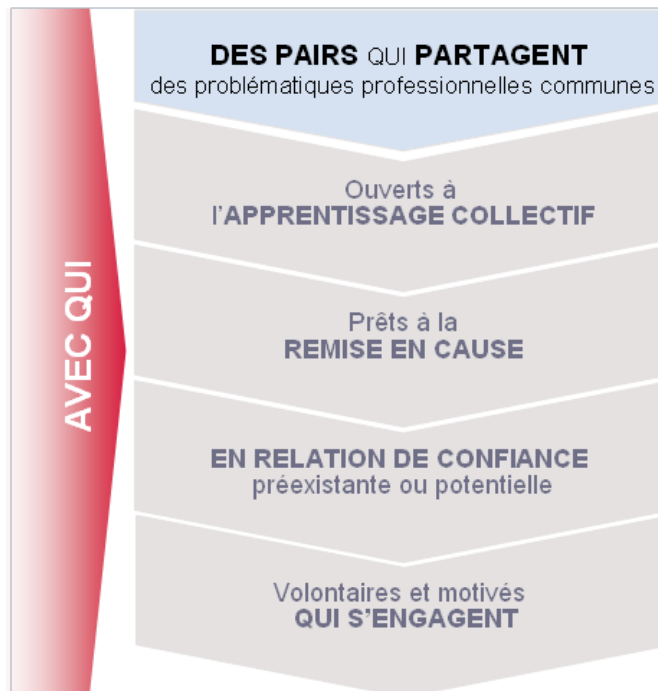 DES PAIRS QUI PARTAGENT
des problématiques professionnelles communes
Ouverts à
l'APPRENTISSAGE COLLECTIF
AVEC QUI
Prêts à la
REMISE EN CAUSE
EN RELATION DE CONFIANCE
préexistante ou potentielle
Volontaires et motivés
QUI S'ENGAGENT